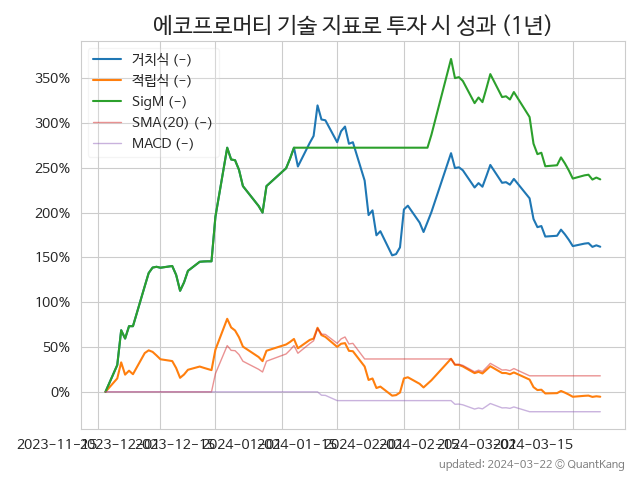 에코프로머티 기술 지표로 투자 시 성과 (1년)
거치식 (-)
적립식 (-)
SigM (-)
SMA(20) (-)
MACD (-)
350%
300%
250%
200%
150%
100%
50%
0%
2023-11-15
2023-12-01
2023-12-15
2024-01-01
2024-01-15
2024-02-01
2024-02-15
2024-03-01
2024-03-15
updated: 2024-03-22 © QuantKang